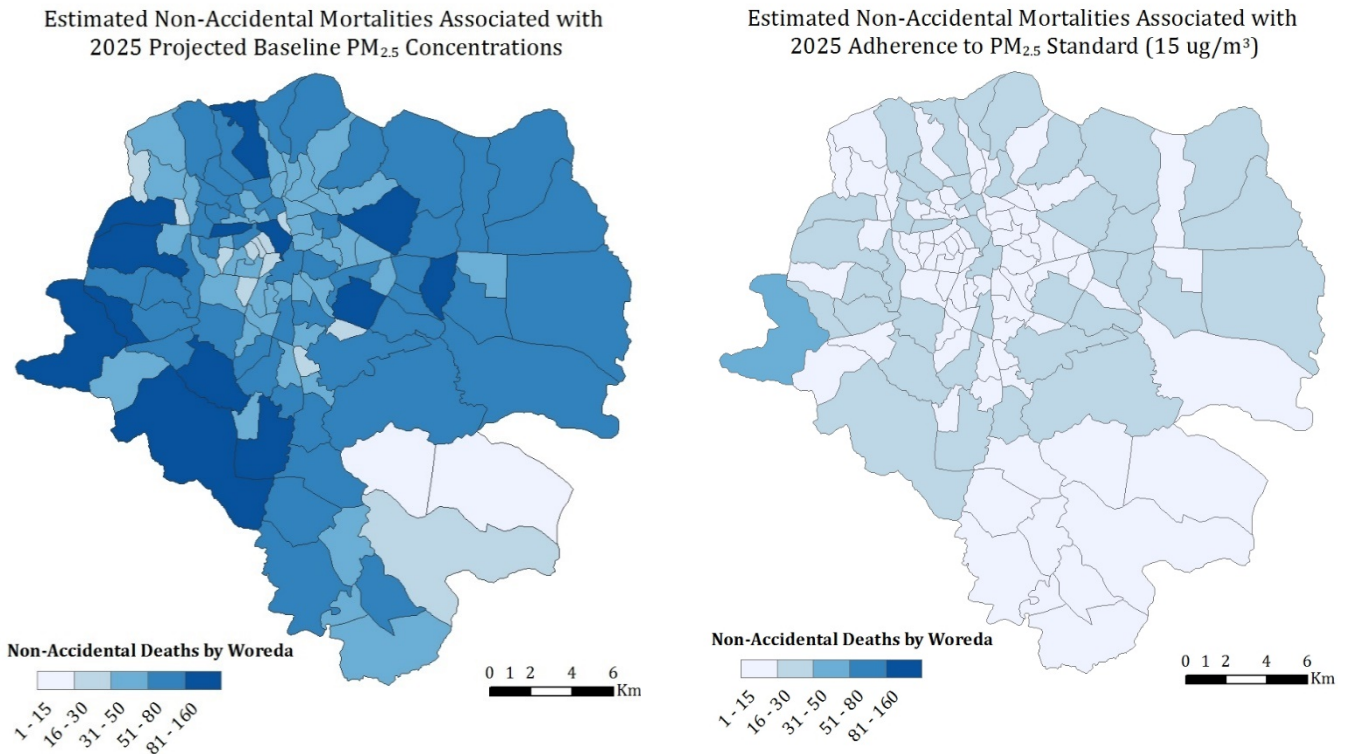 Estimated Non-Accidental Mortalities Associated with
2025 Projected Baseline PM₂.₅ Concentrations
Non-Accidental Deaths by Woreda
1 - 15
16 - 30
31 - 50
51 - 80
81 - 160
0 1 2 4 6
Km
Estimated Non-Accidental Mortalities Associated with
2025 Adherence to PM₂.₅ Standard (15 ug/m³)
Non-Accidental Deaths by Woreda
1 - 15
16 - 30
31 - 50
51 - 80
81 - 160
0 1 2 4 6
Km